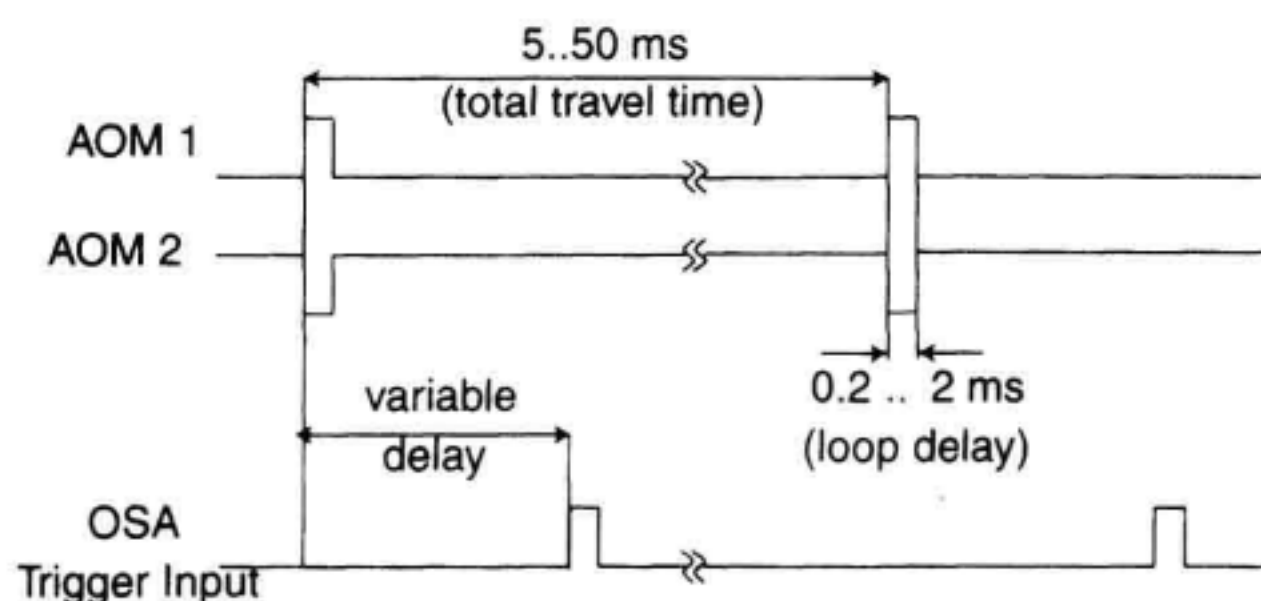 5..50 ms
(total travel time)
AOM 1
AOM 2
variable
delay
0.2 .. 2 ms
(loop delay)
OSA
Trigger Input